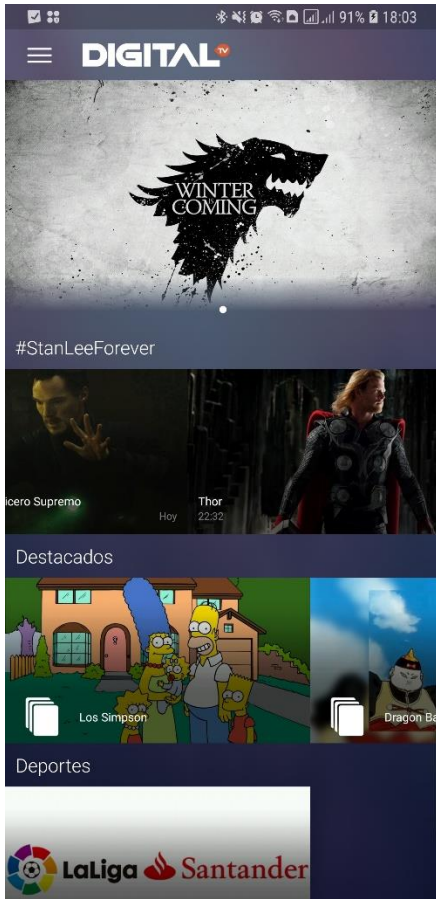 91% 18:03
DIGITAL TV
WINTER
COMING
#StanLeeForever
icero Supremo
Hoy
Thor
22:32
Destacados
Los Simpson
Dragon Ba
Deportes
LaLiga Santander